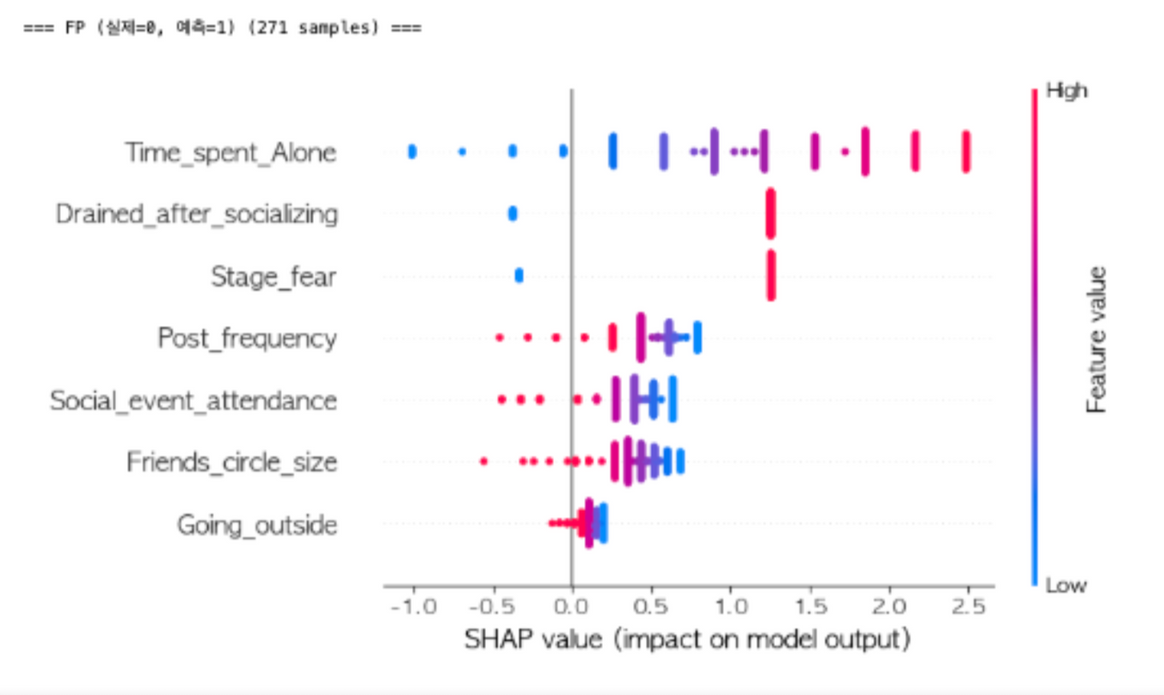 === FP (실제=0, 예측=1) (271 samples) ===
High
Time_spent_Alone
Drained_after_socializing
Stage_fear
Post_frequency
Social_event_attendance
Friends_circle_size
Going_outside
Feature value
Low
-1.0 -0.5 0.0 0.5 1.0 1.5 2.0 2.5
SHAP value (impact on model output)